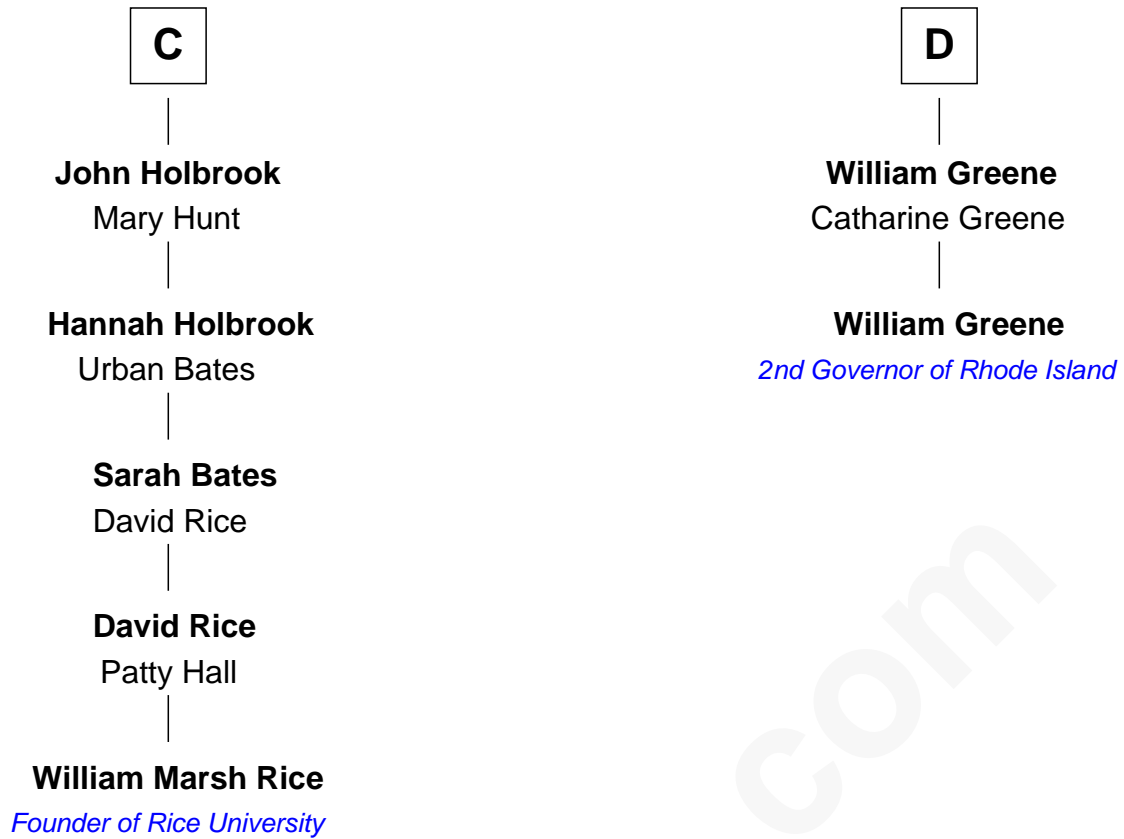 C
John Holbrook
Mary Hunt
Hannah Holbrook
Urban Bates
Sarah Bates
David Rice
David Rice
Patty Hall
William Marsh Rice
Founder of Rice University
D
William Greene
Catharine Greene
William Greene
2nd Governor of Rhode Island
com